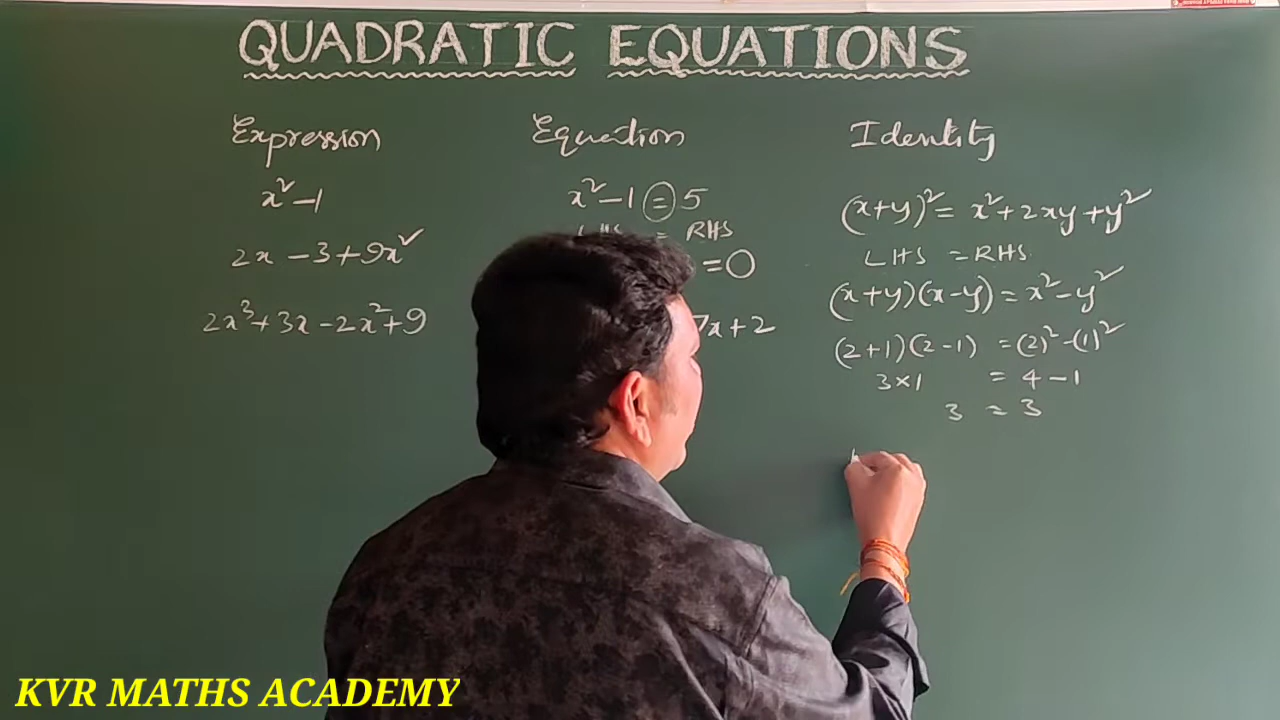 QUADRATIC EQUATIONS
Expression
x²-1
2x-3+9x²
2x³+3x-2x²+9
Equation
x²-1=5
LHS = RHS
=0
7x+2
Identity
(x+y)²=x²+2xy+y²
LHS =RHS
(x+y)(x-y)=x²-y²
(2+1)(2-1) =(2)²-(1)²
3×1 = 4-1
3 = 3
KVR MATHS ACADEMY